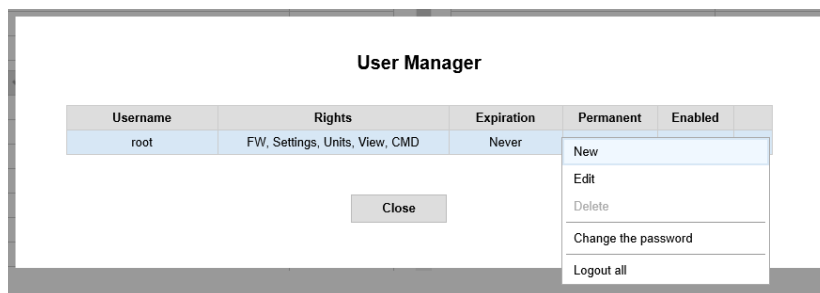 User Manager
Username Rights Expiration Permanent Enabled
root FW, Settings, Units, View, CMD Never
New
Edit
Delete
Close
Change the password
Logout all